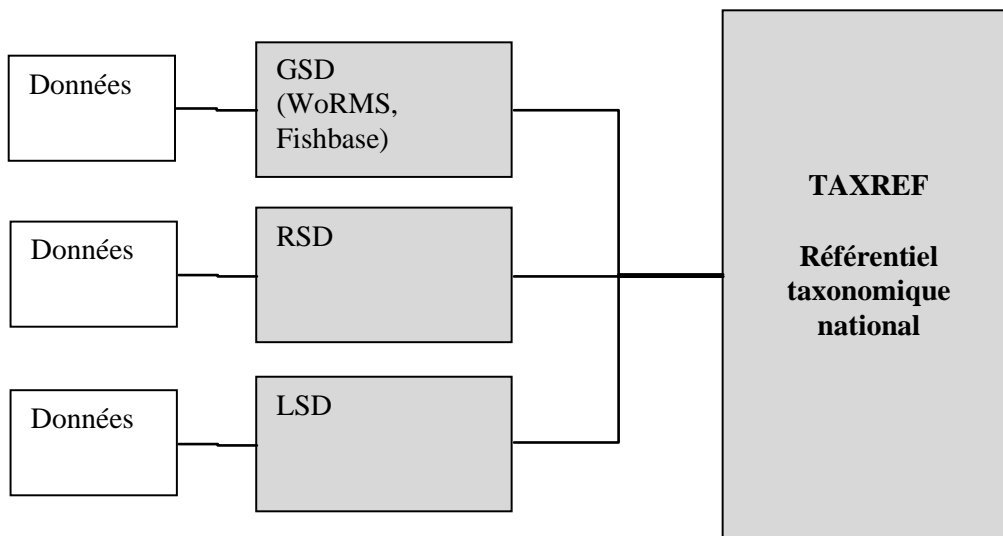 Données
GSD
(WoRMS,
Fishbase)
Données
RSD
Données
LSD
TAXREF
Référentiel
taxonomique
national